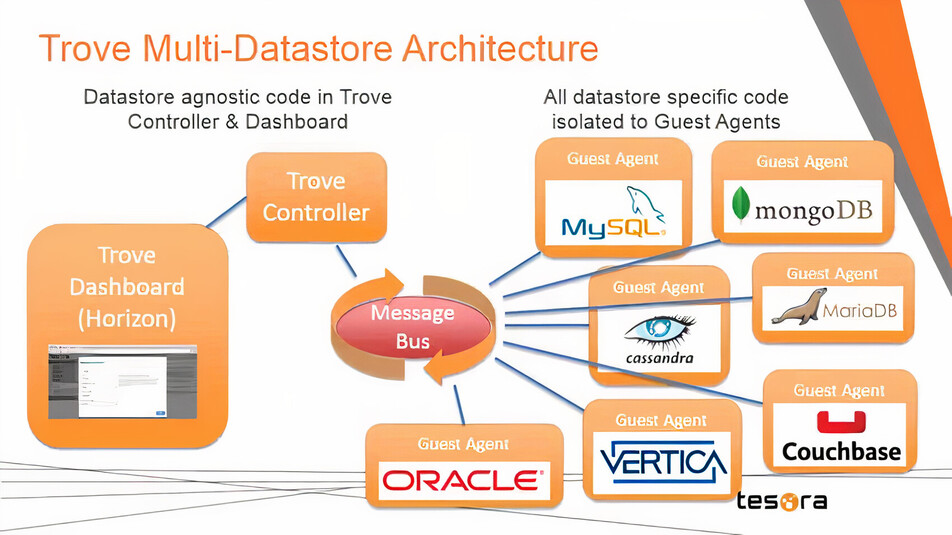 Trove Multi-Datastore Architecture
Datastore agnostic code in Trove
Controller & Dashboard
All datastore specific code
isolated to Guest Agents
Trove
Controller
Trove
Dashboard
(Horizon)
Message
Bus
Guest Agent
MySQL
Guest Agent
mongoDB
Guest Agent
cassandra
Guest Agent
MariaDB
Guest Agent
ORACLE®
Guest Agent
VERTICA
Guest Agent
Couchbase
tesora